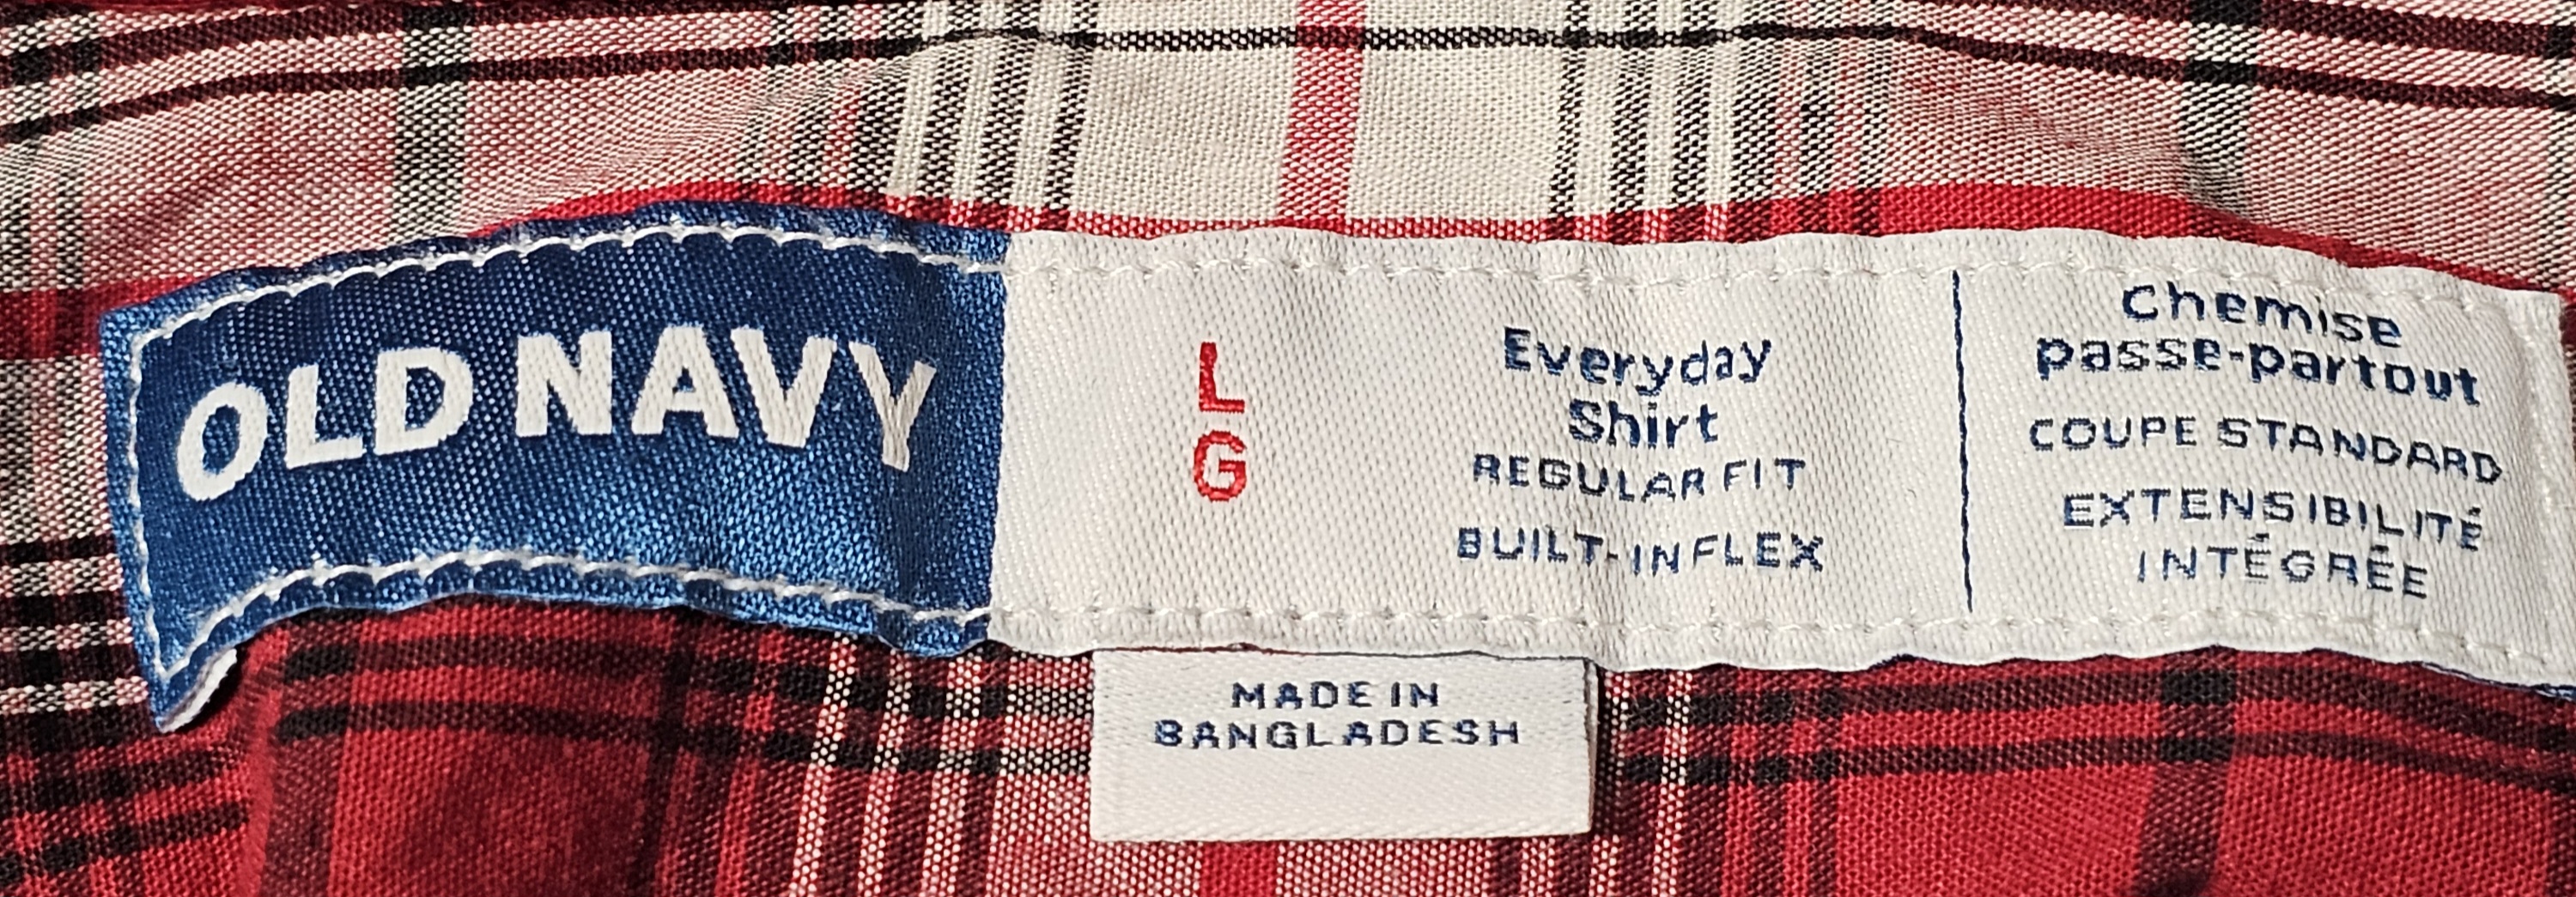 OLD NAVY
L
G
Everyday
Shirt
REGULAR FIT
BUILT-IN FLEX
Chemise
passe-partout
COUPE STANDARD
EXTENSIBILITÉ
INTÉGRÉE
MADE IN
BANGLADESH